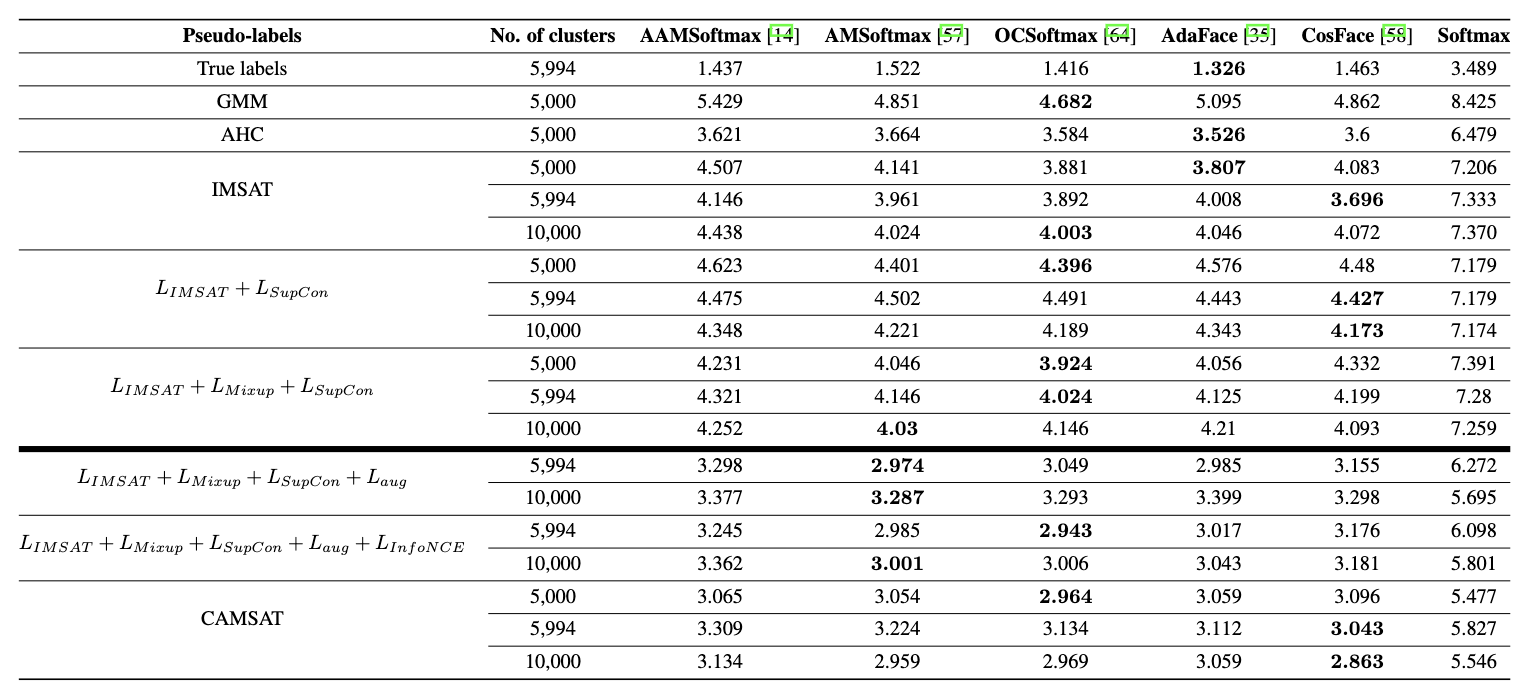 Pseudo-labels No. of clusters AAMSoftmax [14] AMSoftmax [57] OCSoftmax [64] AdaFace [35] CosFace [58] Softmax
True labels 5,994 1.437 1.522 1.416 1.326 1.463 3.489
GMM 5,000 5.429 4.851 4.682 5.095 4.862 8.425
AHC 5,000 3.621 3.664 3.584 3.526 3.6 6.479
IMSAT
5,000 4.507 4.141 3.881 3.807 4.083 7.206
5,994 4.146 3.961 3.892 4.008 3.696 7.333
10,000 4.438 4.024 4.003 4.046 4.072 7.370
L_{IMSAT} + L_{SupCon}
5,000 4.623 4.401 4.396 4.576 4.48 7.179
5,994 4.475 4.502 4.491 4.443 4.427 7.179
10,000 4.348 4.221 4.189 4.343 4.173 7.174
L_{IMSAT} + L_{Mixup} + L_{SupCon}
5,000 4.231 4.046 3.924 4.056 4.332 7.391
5,994 4.321 4.146 4.024 4.125 4.199 7.28
10,000 4.252 4.03 4.146 4.21 4.093 7.259
L_{IMSAT} + L_{Mixup} + L_{SupCon} + L_{aug}
5,994 3.298 2.974 3.049 2.985 3.155 6.272
10,000 3.377 3.287 3.293 3.399 3.298 5.695
L_{IMSAT} + L_{Mixup} + L_{SupCon} + L_{aug} + L_{InfoNCE}
5,994 3.245 2.985 2.943 3.017 3.176 6.098
10,000 3.362 3.001 3.006 3.043 3.181 5.801
CAMSAT
5,000 3.065 3.054 2.964 3.059 3.096 5.477
5,994 3.309 3.224 3.134 3.112 3.043 5.827
10,000 3.134 2.959 2.969 3.059 2.863 5.546